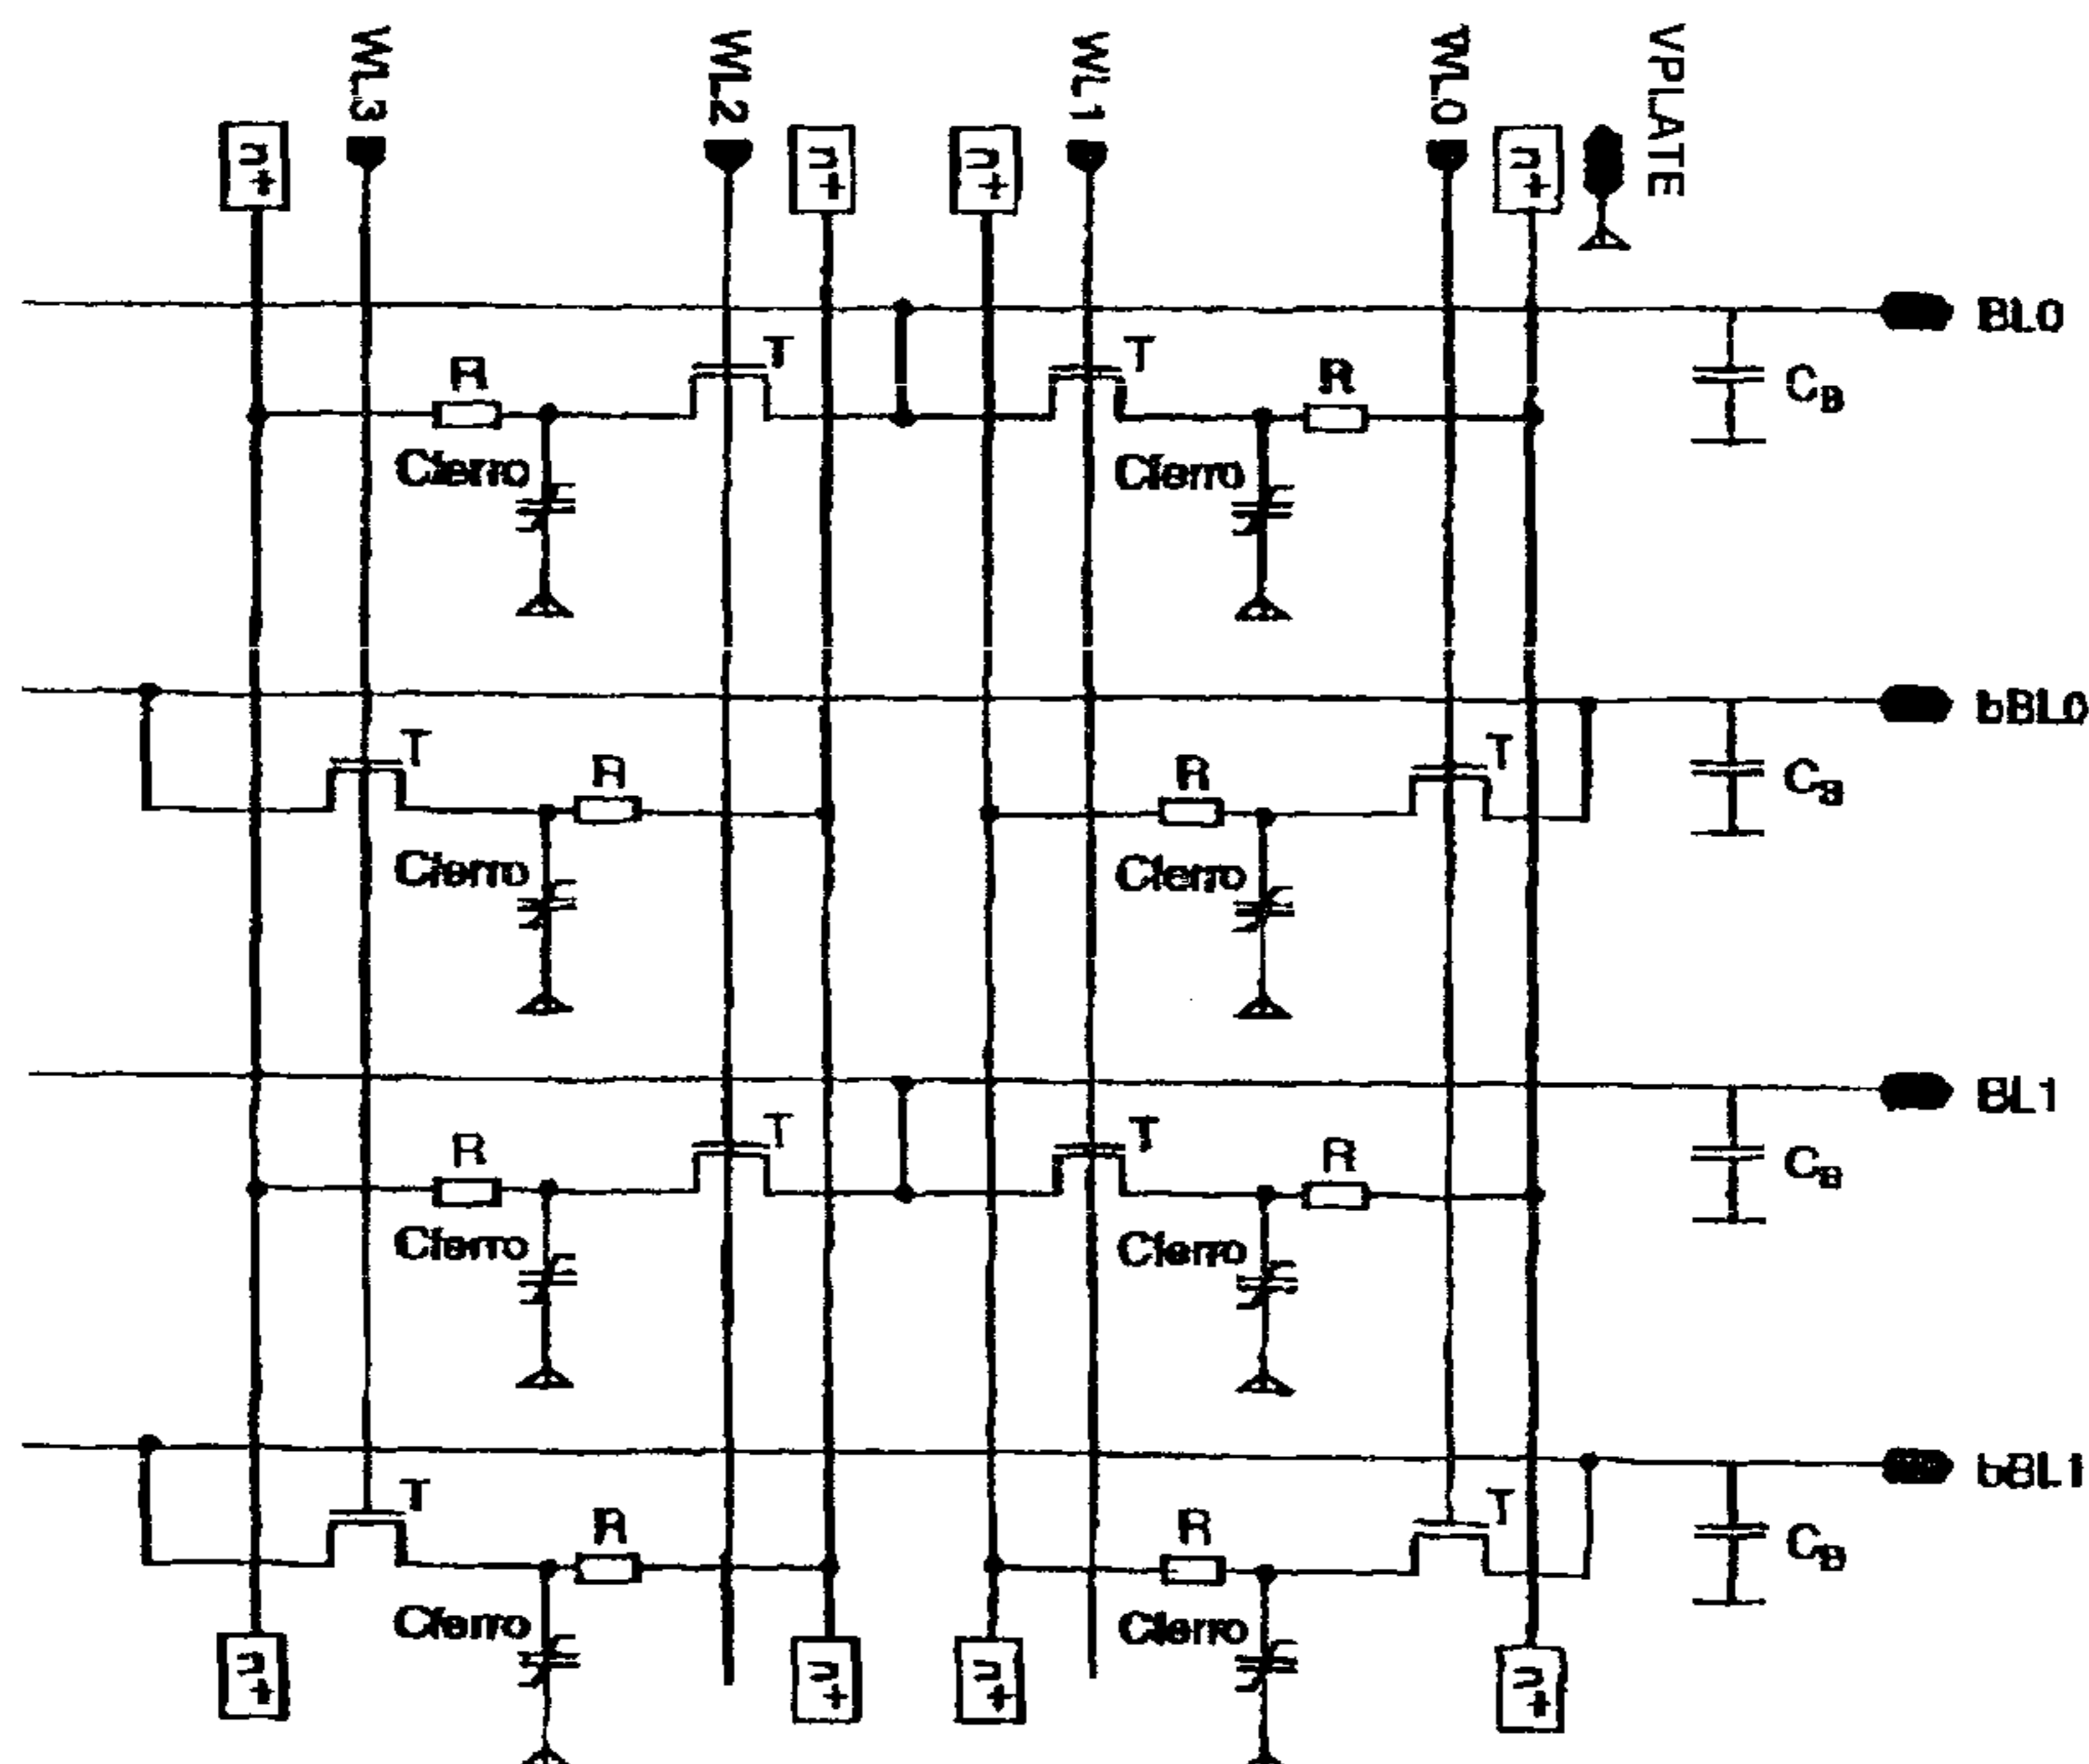 WL3
WL2
WL1
WL0
VPLATE
n+
n+
n+
n+
BL0
T
T
R
R
CB
Cferro
Cferro
bBL0
T
R
R
T
CB
Cferro
Cferro
BL1
T
T
R
R
CB
Cferro
Cferro
bBL1
T
R
R
T
CB
Cferro
Cferro
n+
n+
n+
n+